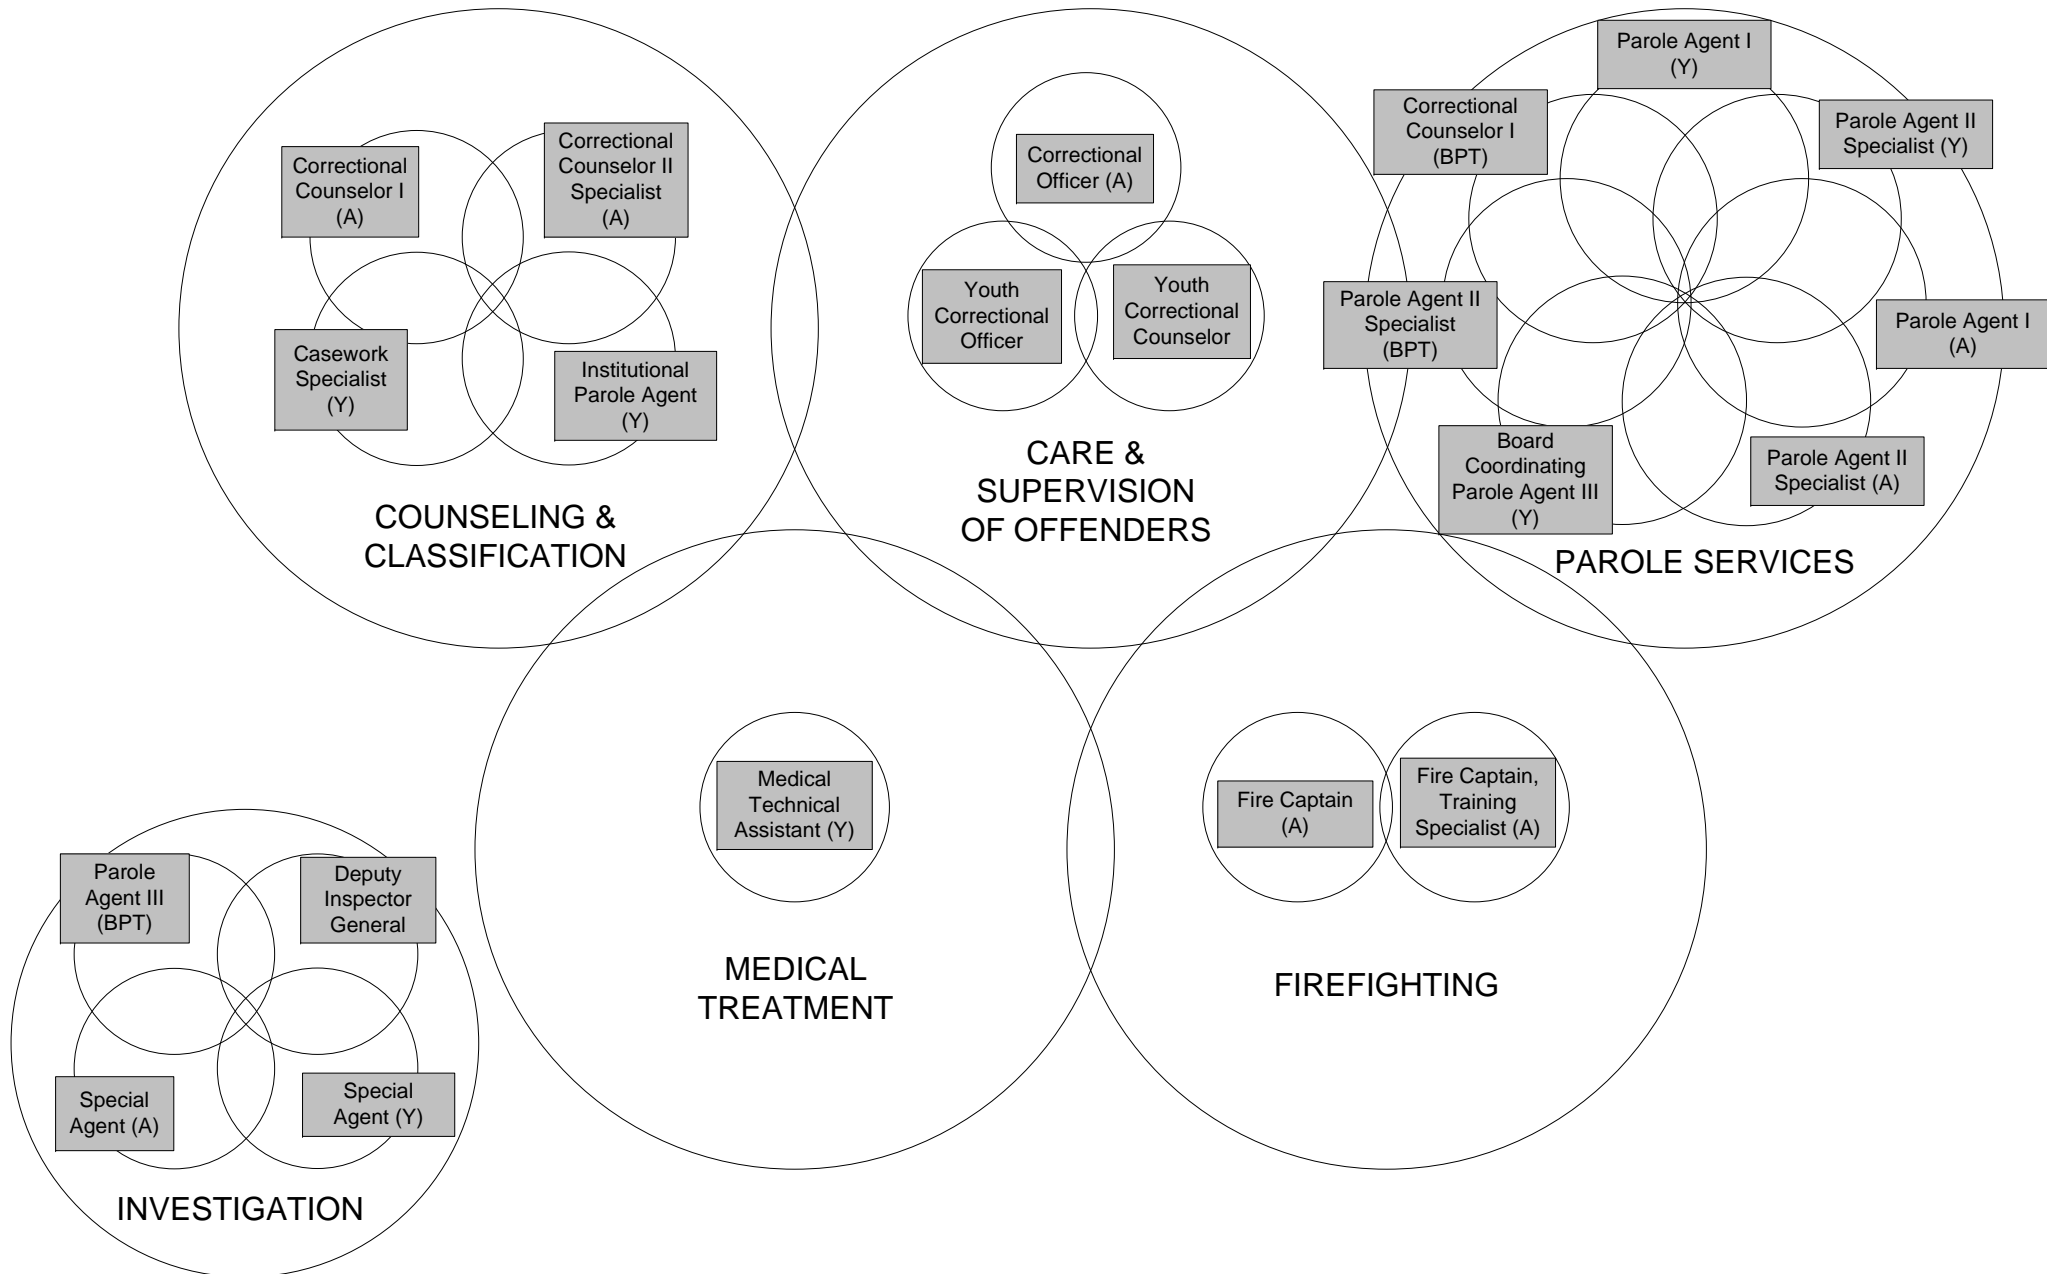 Correctional
Counselor I
(A)
Correctional
Counselor II
Specialist
(A)
Casework
Specialist
(Y)
Institutional
Parole Agent
(Y)
COUNSELING &
CLASSIFICATION
Correctional
Officer (A)
Youth
Correctional
Officer
Youth
Correctional
Counselor
CARE &
SUPERVISION
OF OFFENDERS
Parole Agent I
(Y)
Correctional
Counselor I
(BPT)
Parole Agent II
Specialist (Y)
Parole Agent II
Specialist
(BPT)
Parole Agent I
(A)
Board
Coordinating
Parole Agent III
(Y)
Parole Agent II
Specialist (A)
PAROLE SERVICES
Medical
Technical
Assistant (Y)
MEDICAL
TREATMENT
Fire Captain
(A)
Fire Captain,
Training
Specialist (A)
FIREFIGHTING
Parole
Agent III
(BPT)
Deputy
Inspector
General
Special
Agent (A)
Special
Agent (Y)
INVESTIGATION